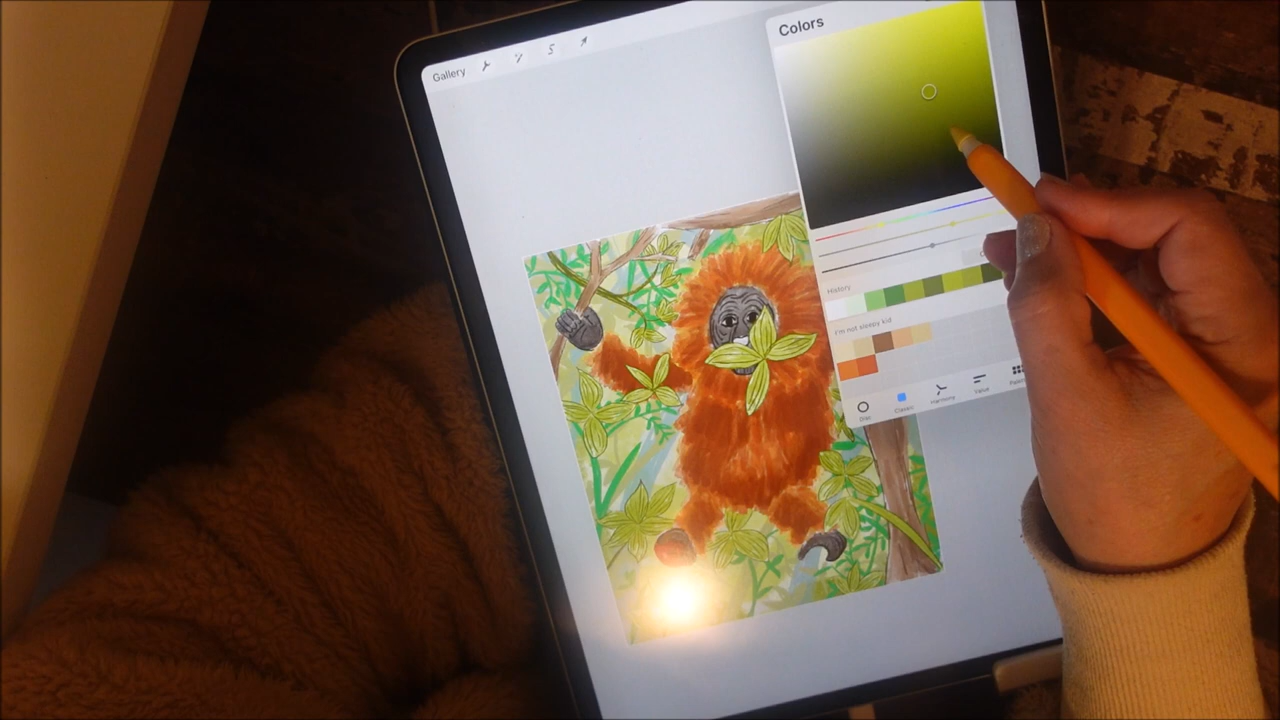 Gallery
Colors
History
I'm not sleepy kid
Disc
Classic
Harmony
Value